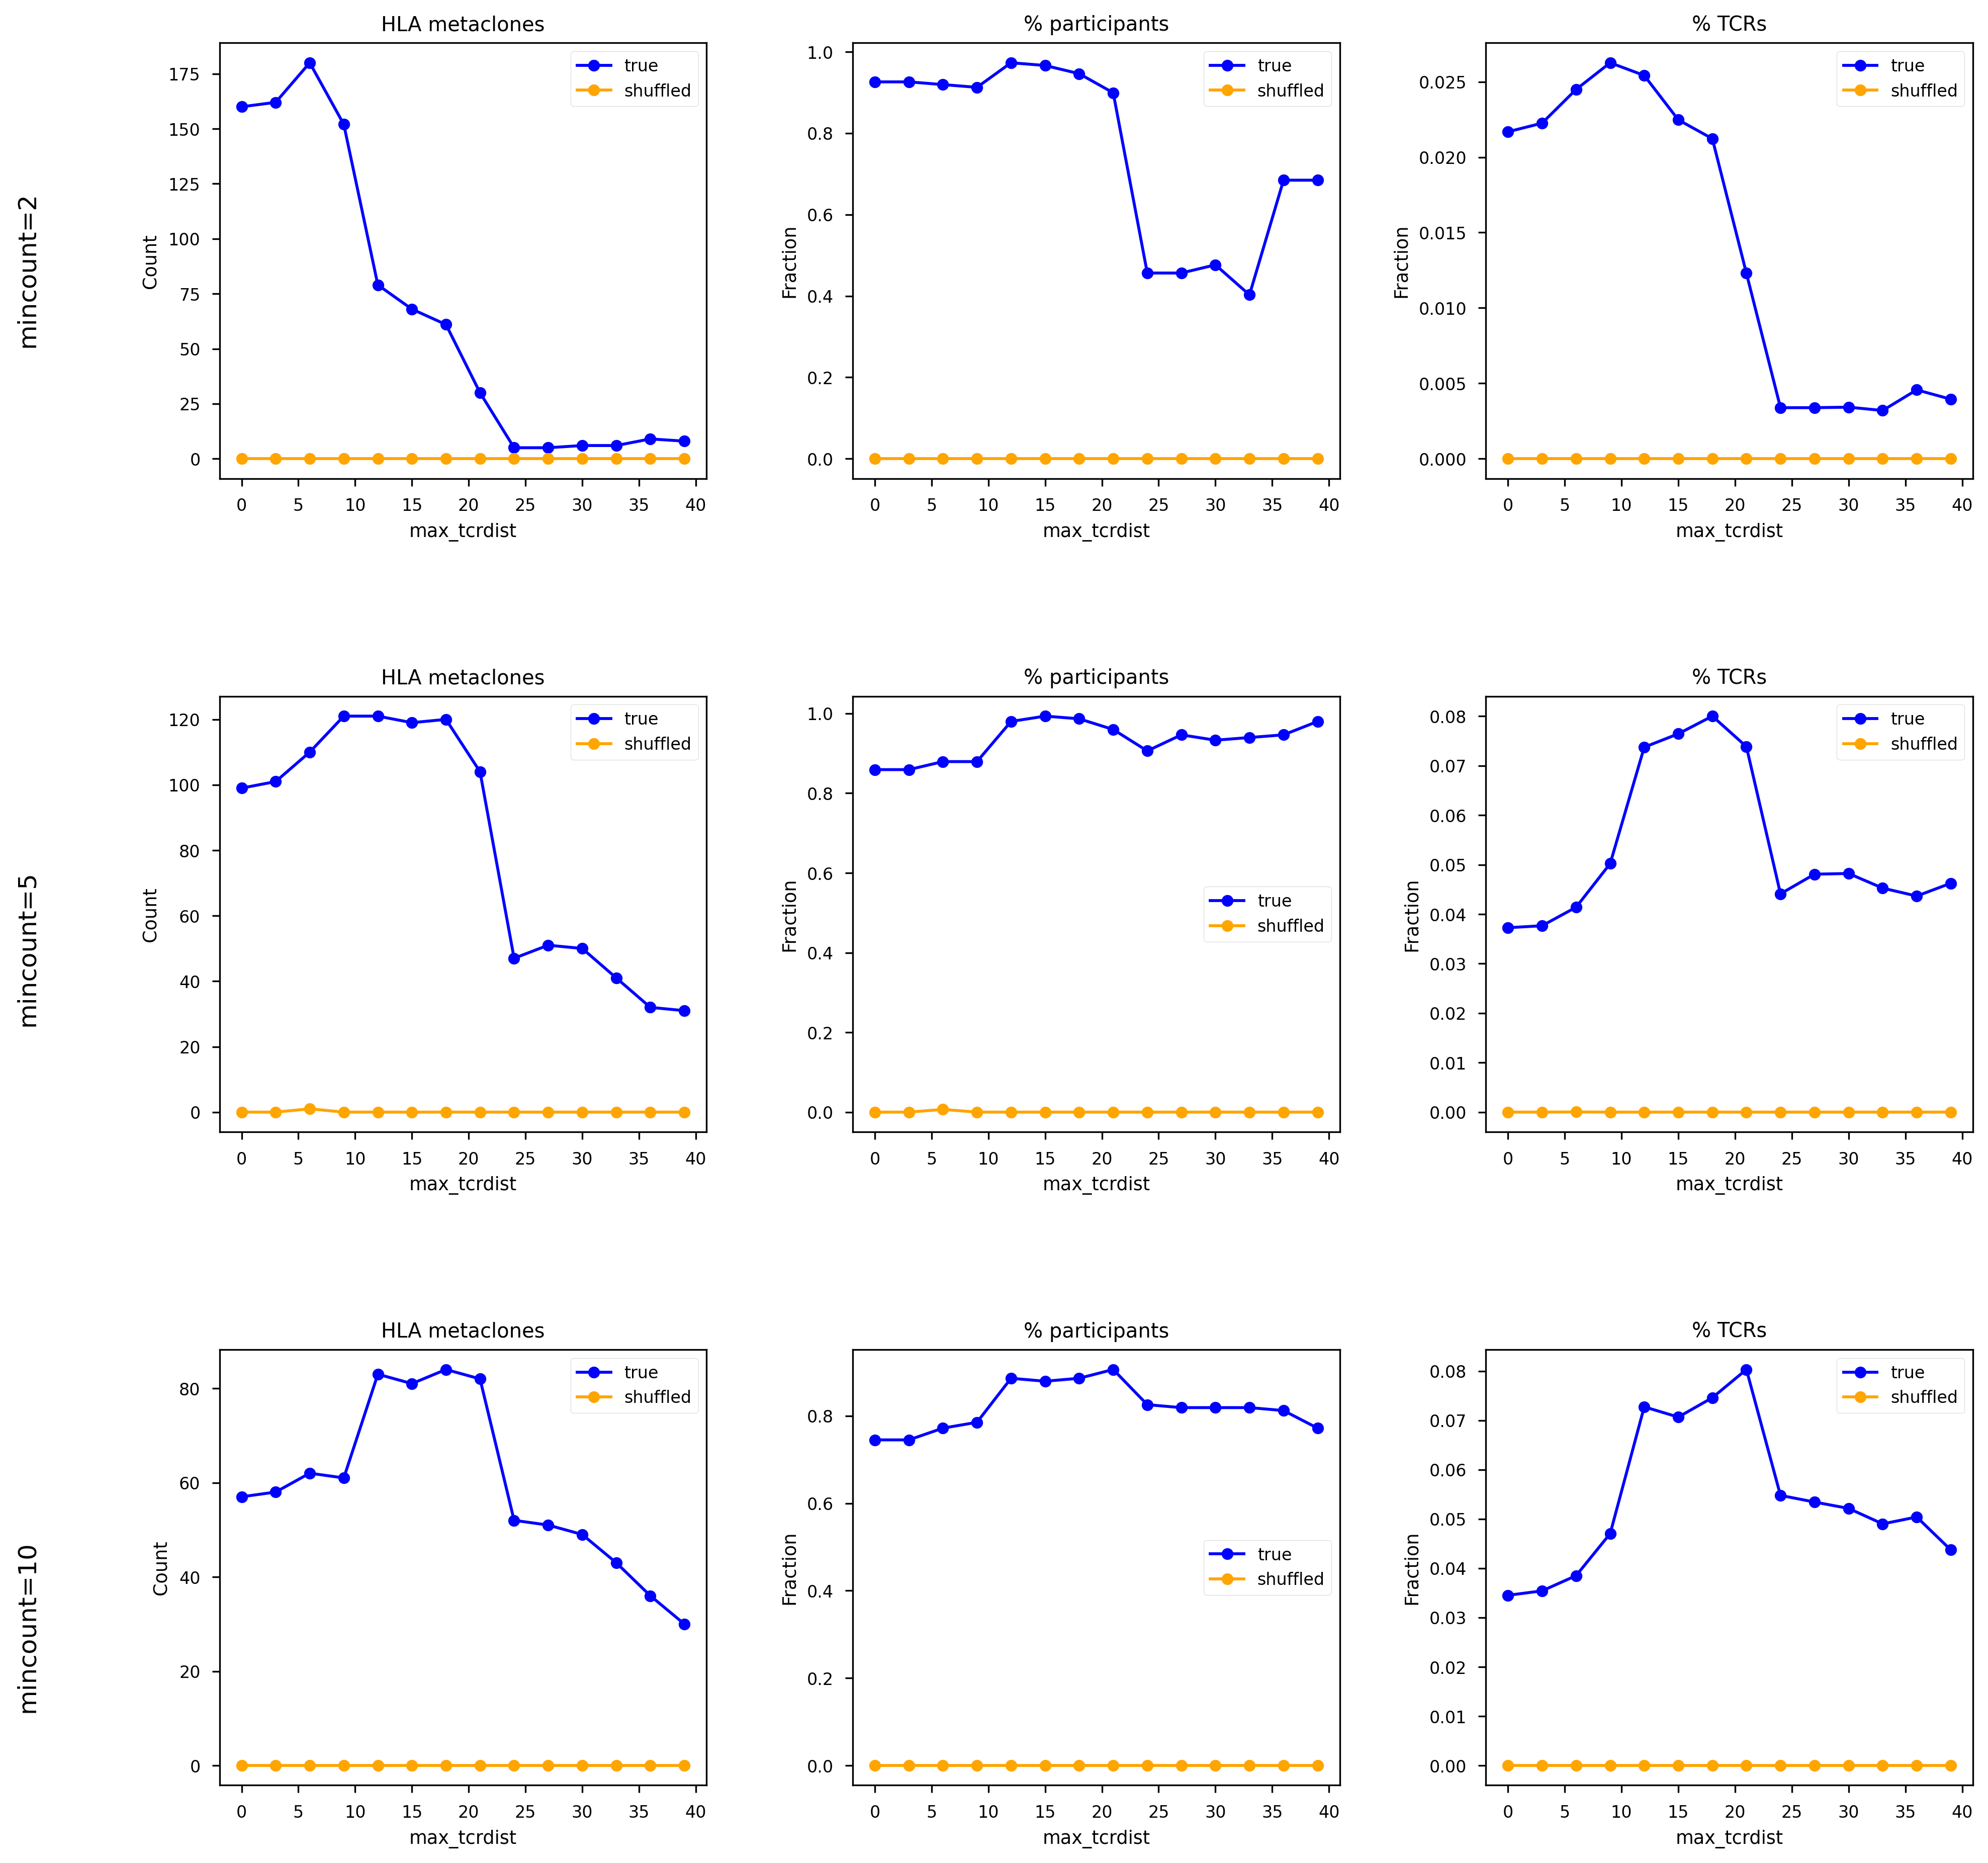 mincount=2
HLA metaclones
Count
175
150
125
100
75
50
25
0
0 5 10 15 20 25 30 35 40
max_tcrdist
true
shuffled
% participants
Fraction
1.0
0.8
0.6
0.4
0.2
0.0
0 5 10 15 20 25 30 35 40
max_tcrdist
true
shuffled
% TCRs
Fraction
0.025
0.020
0.015
0.010
0.005
0.000
0 5 10 15 20 25 30 35 40
max_tcrdist
true
shuffled
mincount=5
HLA metaclones
Count
120
100
80
60
40
20
0
0 5 10 15 20 25 30 35 40
max_tcrdist
true
shuffled
% participants
Fraction
1.0
0.8
0.6
0.4
0.2
0.0
0 5 10 15 20 25 30 35 40
max_tcrdist
true
shuffled
% TCRs
Fraction
0.08
0.07
0.06
0.05
0.04
0.03
0.02
0.01
0.00
0 5 10 15 20 25 30 35 40
max_tcrdist
true
shuffled
mincount=10
HLA metaclones
Count
80
60
40
20
0
0 5 10 15 20 25 30 35 40
max_tcrdist
true
shuffled
% participants
Fraction
0.8
0.6
0.4
0.2
0.0
0 5 10 15 20 25 30 35 40
max_tcrdist
true
shuffled
% TCRs
Fraction
0.08
0.07
0.06
0.05
0.04
0.03
0.02
0.01
0.00
0 5 10 15 20 25 30 35 40
max_tcrdist
true
shuffled